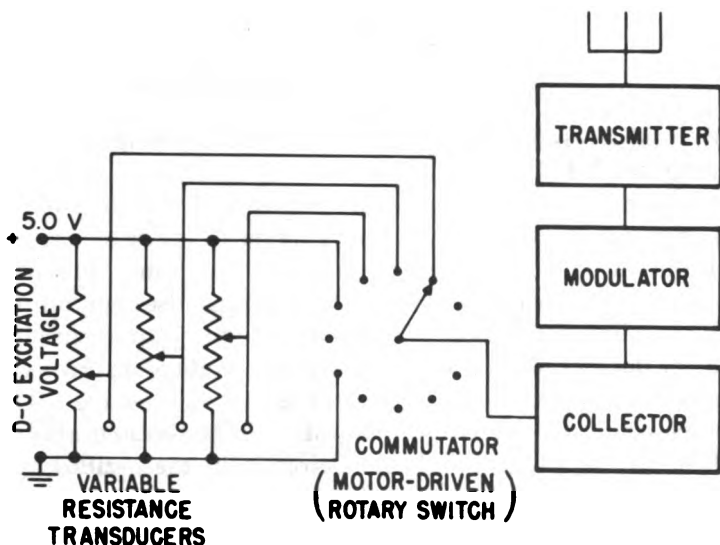 TRANSMITTER
+ 5.0 V
MODULATOR
D-C EXCITATION
VOLTAGE
COLLECTOR
COMMUTATOR
(MOTOR-DRIVEN
ROTARY SWITCH)
VARIABLE
RESISTANCE
TRANSDUCERS